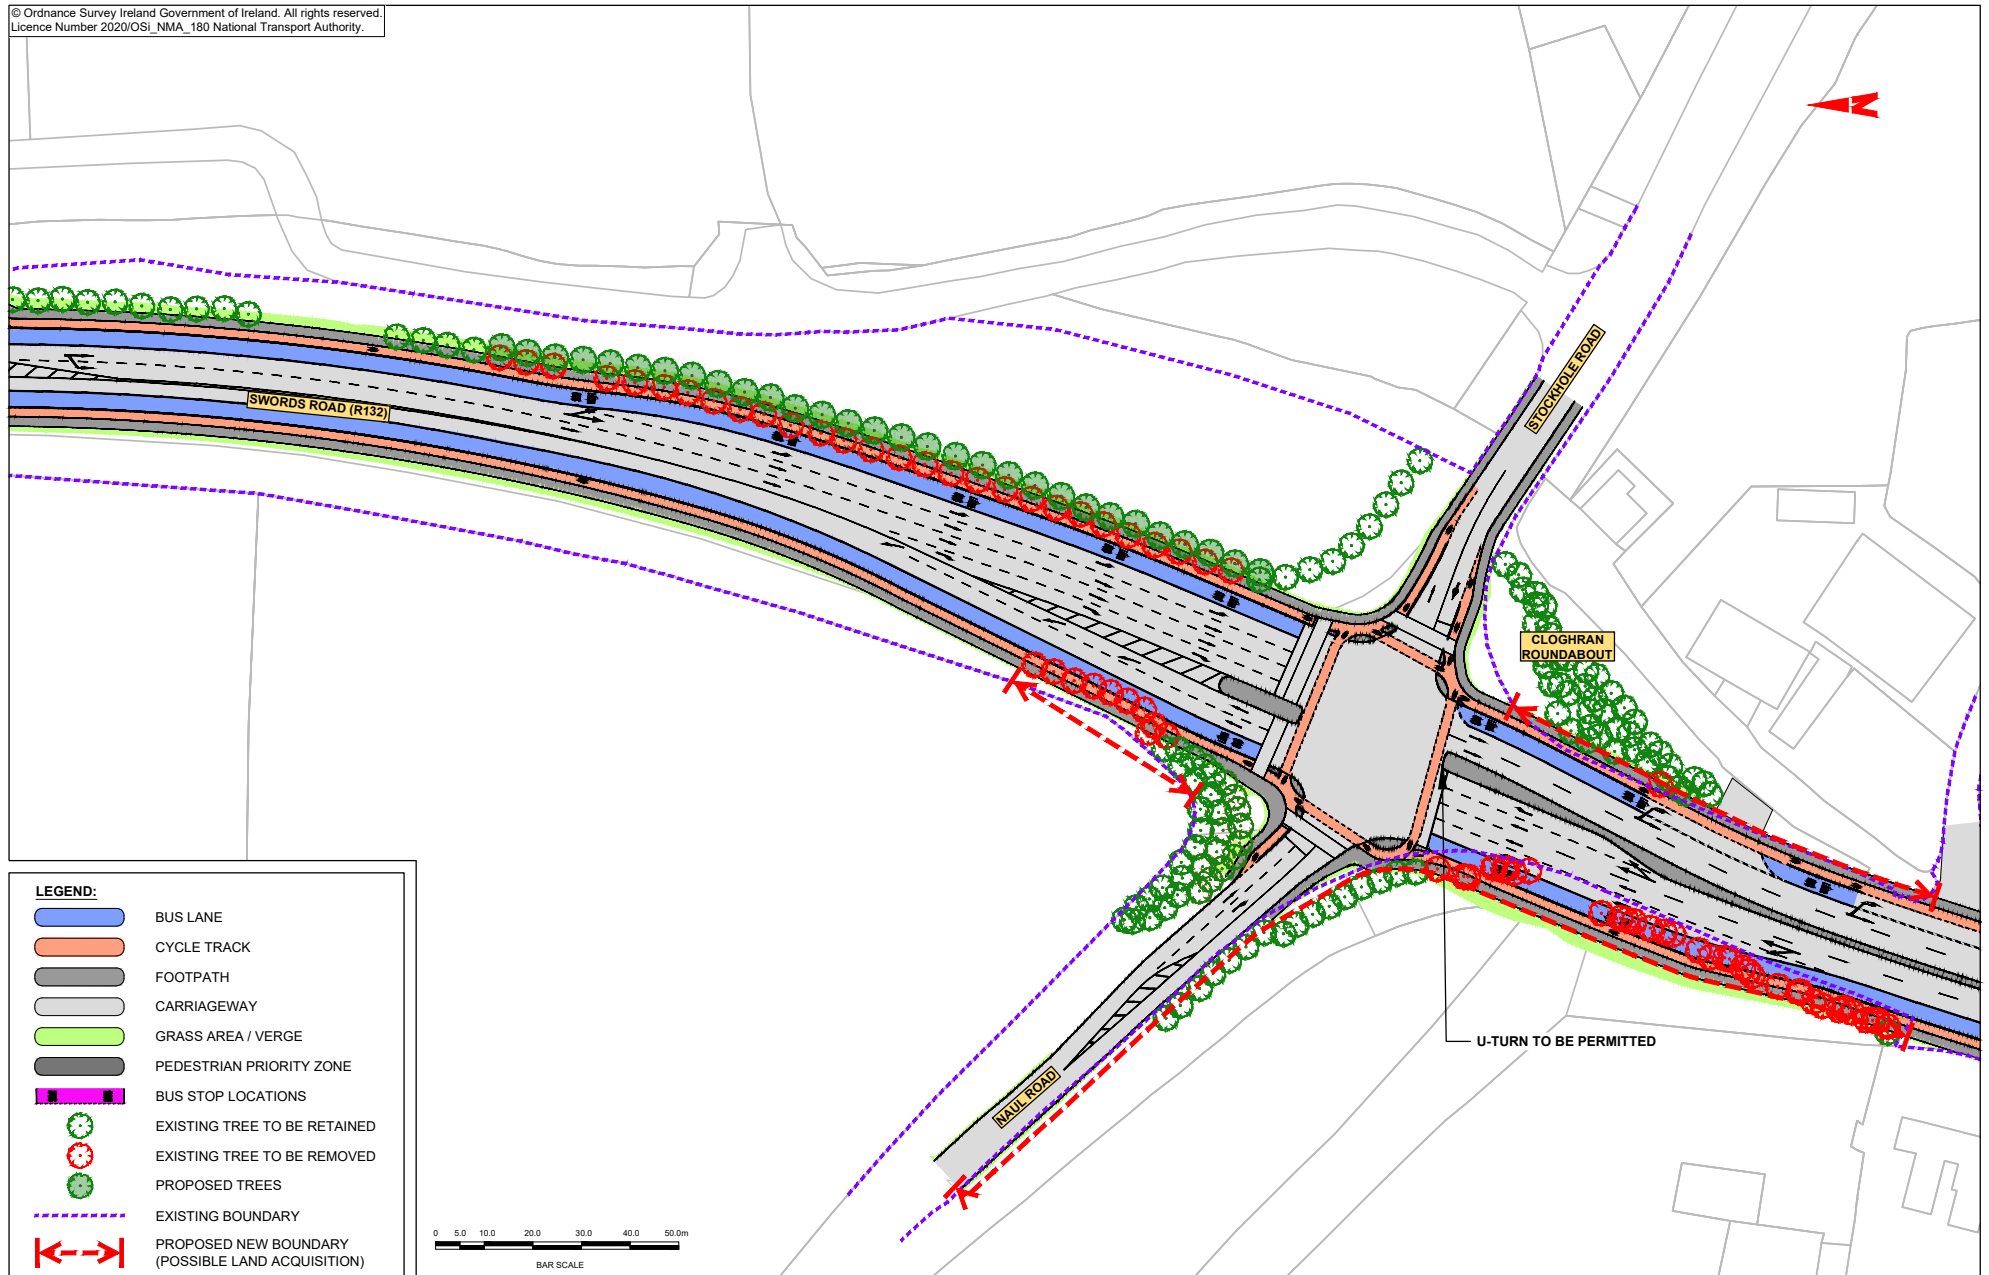 © Ordnance Survey Ireland Government of Ireland. All rights reserved.
Licence Number 2020/OSi_NMA_180 National Transport Authority.
N
STOCKHOLE ROAD
SWORDS ROAD (R132)
CLOGHRAN
ROUNDABOUT
U-TURN TO BE PERMITTED
NAUL ROAD
LEGEND:
BUS LANE
CYCLE TRACK
FOOTPATH
CARRIAGEWAY
GRASS AREA / VERGE
PEDESTRIAN PRIORITY ZONE
BUS STOP LOCATIONS
EXISTING TREE TO BE RETAINED
EXISTING TREE TO BE REMOVED
PROPOSED TREES
EXISTING BOUNDARY
PROPOSED NEW BOUNDARY
(POSSIBLE LAND ACQUISITION)
0 5.0 10.0 20.0 30.0 40.0 50.0m
BAR SCALE